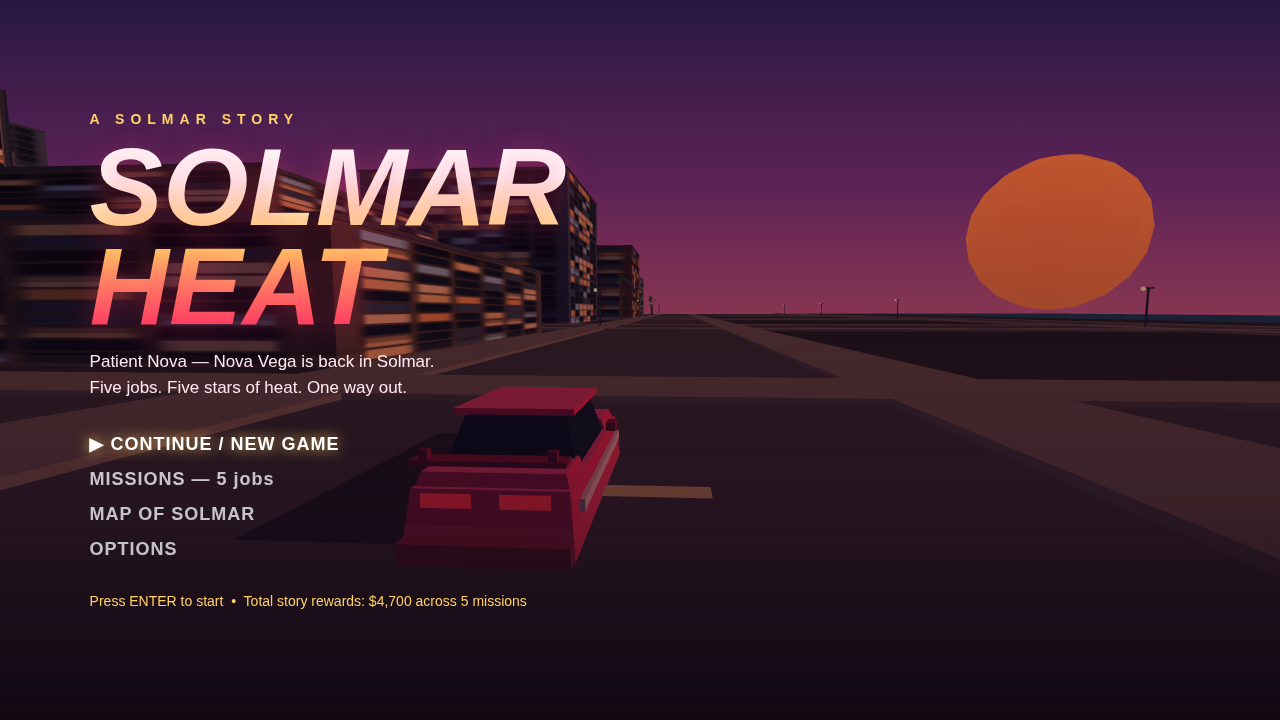 A SOLMAR STORY
SOLMAR
HEAT
Patient Nova — Nova Vega is back in Solmar.
Five jobs. Five stars of heat. One way out.
▶ CONTINUE / NEW GAME
MISSIONS — 5 jobs
MAP OF SOLMAR
OPTIONS
Press ENTER to start • Total story rewards: $4,700 across 5 missions